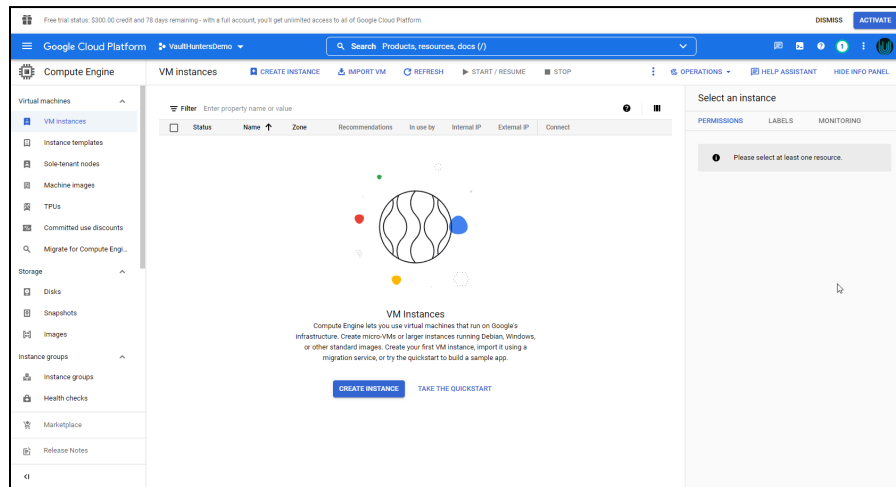 Free trial status: $300.00 credit and 78 days remaining - with a full account, you'll get unlimited access to all of Google Cloud Platform.
DISMISS
ACTIVATE
Google Cloud Platform
VaultHuntersDemo
Search Products, resources, docs (/)
1
Compute Engine
VM instances
CREATE INSTANCE
IMPORT VM
REFRESH
START / RESUME
STOP
OPERATIONS
HELP ASSISTANT
HIDE INFO PANEL
Virtual machines
VM instances
Instance templates
Sole-tenant nodes
Machine images
TPUs
Committed use discounts
Migrate for Compute Engi...
Storage
Disks
Snapshots
Images
Instance groups
Instance groups
Health checks
Marketplace
Release Notes
Filter Enter property name or value
Status Name Zone Recommendations In use by Internal IP External IP Connect
VM Instances
Compute Engine lets you use virtual machines that run on Google's
infrastructure. Create micro-VMs or larger instances running Debian, Windows,
or other standard images. Create your first VM instance, import it using a
migration service, or try the quickstart to build a sample app.
CREATE INSTANCE
TAKE THE QUICKSTART
Select an instance
PERMISSIONS
LABELS
MONITORING
Please select at least one resource.